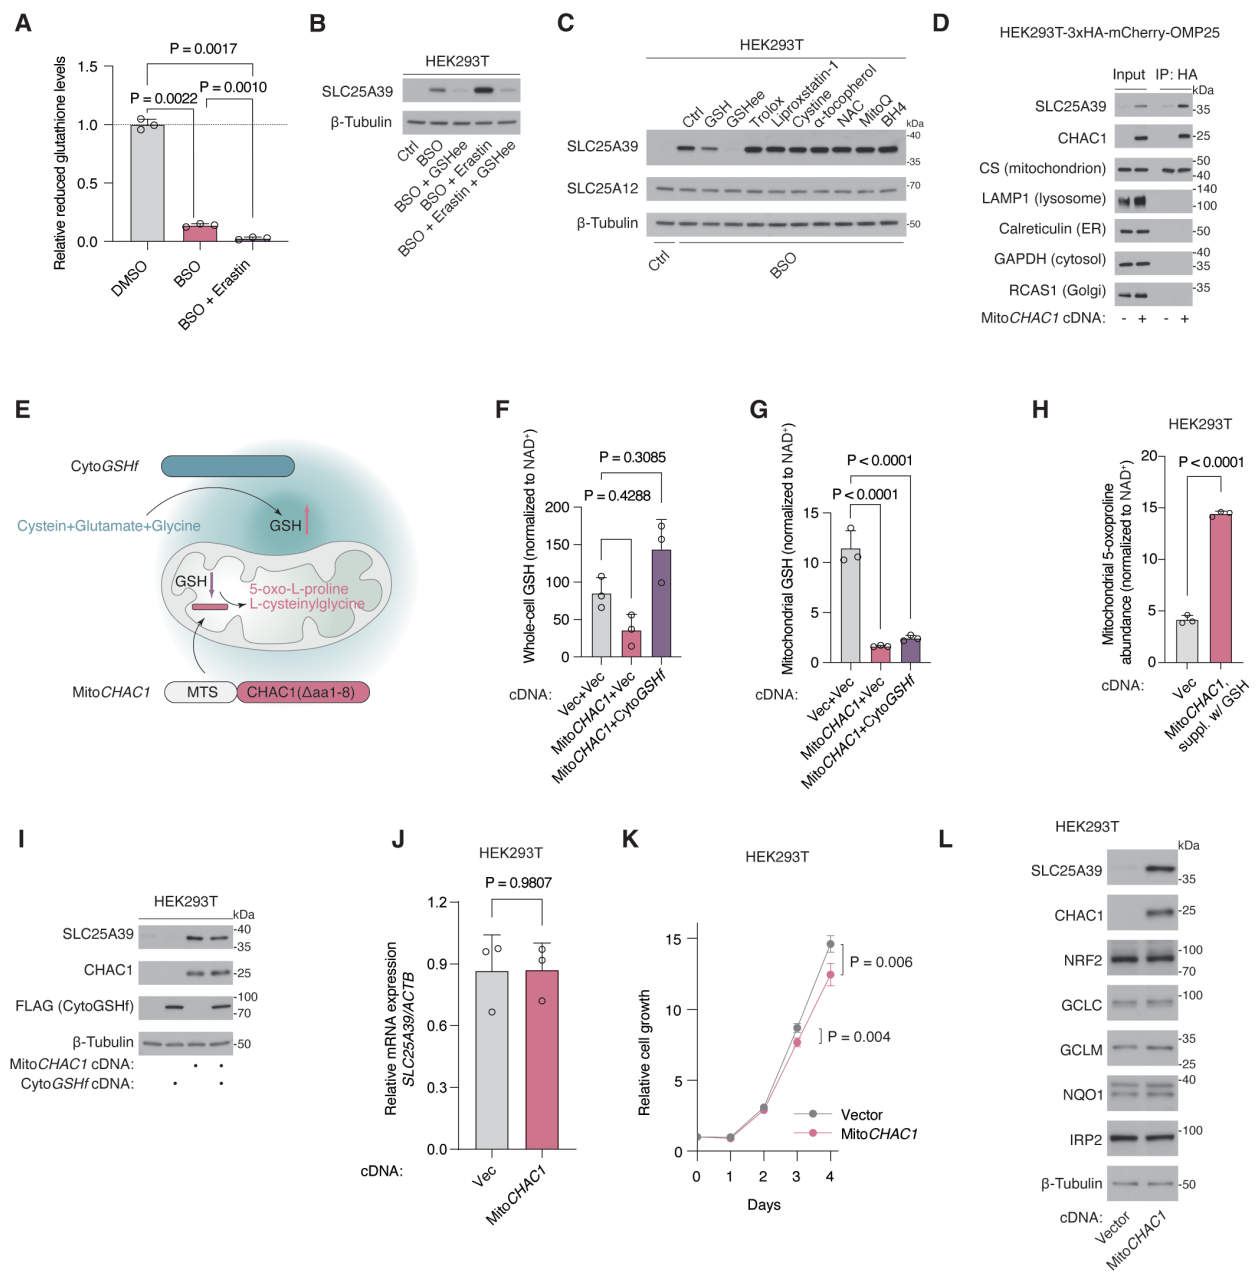 A
P = 0.0017
P = 0.0022
P = 0.0010
Relative reduced glutathione levels
1.5
1.0
0.5
0.0
DMSO
BSO
BSO + Erastin
B
HEK293T
SLC25A39
β-Tubulin
Ctrl
BSO
BSO + GSHee
BSO + Erastin
BSO + Erastin + GSHee
C
HEK293T
Ctrl
GSH
GSHee
Trolox
Liproxstatin-1
Cystine
α-tocopherol
NAC
MitoQ
BH4
kDa
SLC25A39
-40
-35
SLC25A12
-70
β-Tubulin
-50
Ctrl
BSO
D
HEK293T-3xHA-mCherry-OMP25
Input IP: HA
kDa
SLC25A39
-35
CHAC1
-25
CS (mitochondrion)
50
40
LAMP1 (lysosome)
-140
-100
Calreticulin (ER)
-50
GAPDH (cytosol)
40
-35
RCAS1 (Golgi)
-35
MitoCHAC1 cDNA: - + - +
E
CytoGSHf
Cystein+Glutamate+Glycine
GSH
GSH
5-oxo-L-proline
L-cysteinylglycine
MitoCHAC1
MTS
CHAC1(Δaa1-8)
F
Whole-cell GSH (normalized to NAD⁺)
P = 0.3085
P = 0.4288
200
150
100
50
0
cDNA:
Vec+Vec
MitoCHAC1+Vec
MitoCHAC1+CytoGSHf
G
Mitochondrial GSH (normalized to NAD⁺)
P < 0.0001
P < 0.0001
15
10
5
0
cDNA:
Vec+Vec
MitoCHAC1+Vec
MitoCHAC1+CytoGSHf
H
HEK293T
Mitochondrial 5-oxoproline
abundance (normalized to NAD⁺)
P < 0.0001
20
15
10
5
0
cDNA:
Vec
MitoCHAC1,
suppl. w/ GSH
I
HEK293T
kDa
SLC25A39
-40
-35
CHAC1
-25
FLAG (CytoGSHf)
-100
-70
β-Tubulin
-50
MitoCHAC1 cDNA: • •
CytoGSHf cDNA: • •
J
HEK293T
P = 0.9807
Relative mRNA expression
SLC25A39/ACTB
1.2
0.9
0.6
0.3
0.0
cDNA:
Vec
MitoCHAC1
K
HEK293T
Relative cell growth
15
10
5
0
P = 0.006
P = 0.004
Vector
MitoCHAC1
0 1 2 3 4
Days
L
HEK293T
kDa
SLC25A39
-35
CHAC1
-25
NRF2
-100
-70
GCLC
-100
GCLM
-35
-25
NQO1
-40
IRP2
-100
β-Tubulin
-50
cDNA:
Vector
MitoCHAC1